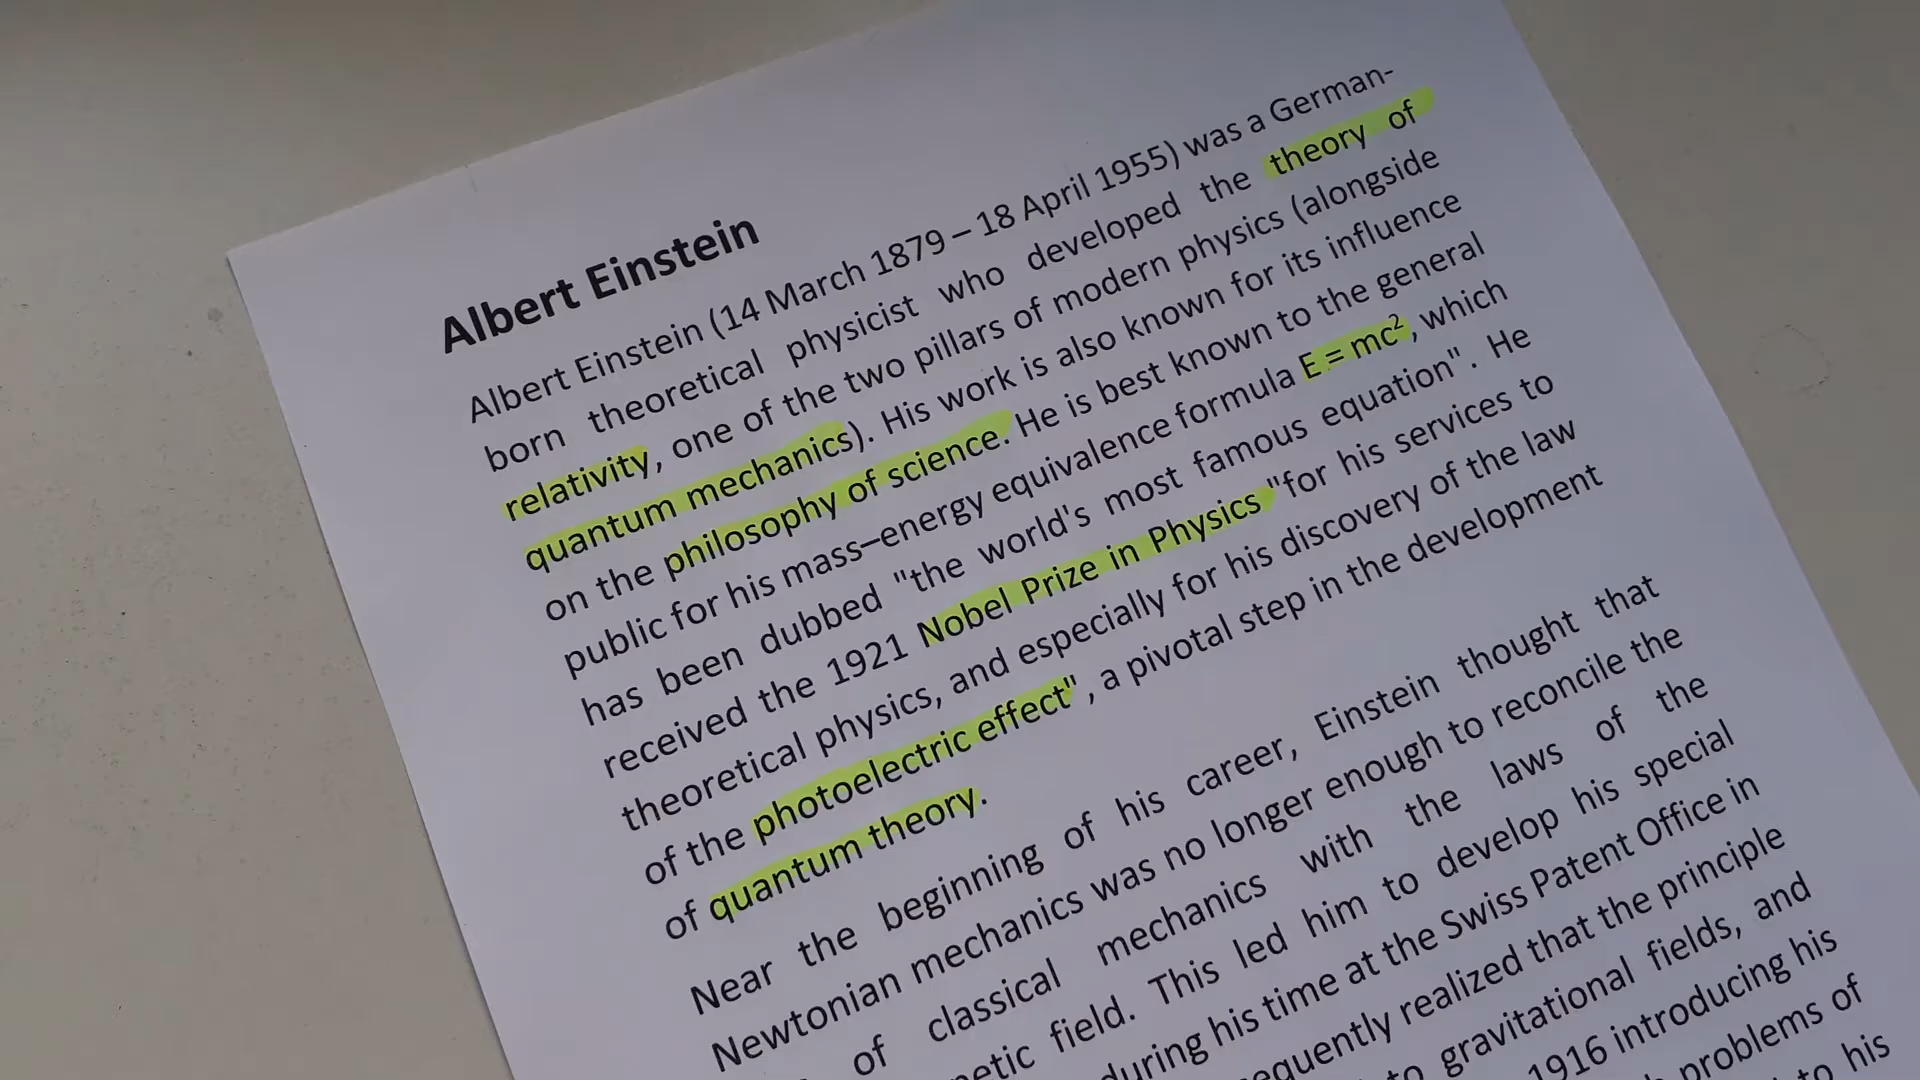 Albert Einstein
Albert Einstein (14 March 1879 – 18 April 1955) was a German-
born theoretical physicist who developed the theory of
relativity, one of the two pillars of modern physics (alongside
quantum mechanics). His work is also known for its influence
on the philosophy of science. He is best known to the general
public for his mass–energy equivalence formula E = mc², which
has been dubbed "the world's most famous equation". He
received the 1921 Nobel Prize in Physics "for his services to
theoretical physics, and especially for his discovery of the law
of the photoelectric effect", a pivotal step in the development
of quantum theory.
Near the beginning of his career, Einstein thought that
Newtonian mechanics was no longer enough to reconcile the
of classical mechanics with the laws of the
field. This led him to develop his special
during his time at the Swiss Patent Office in
realized that the principle
to gravitational fields, and
1916 introducing his
problems of
to his